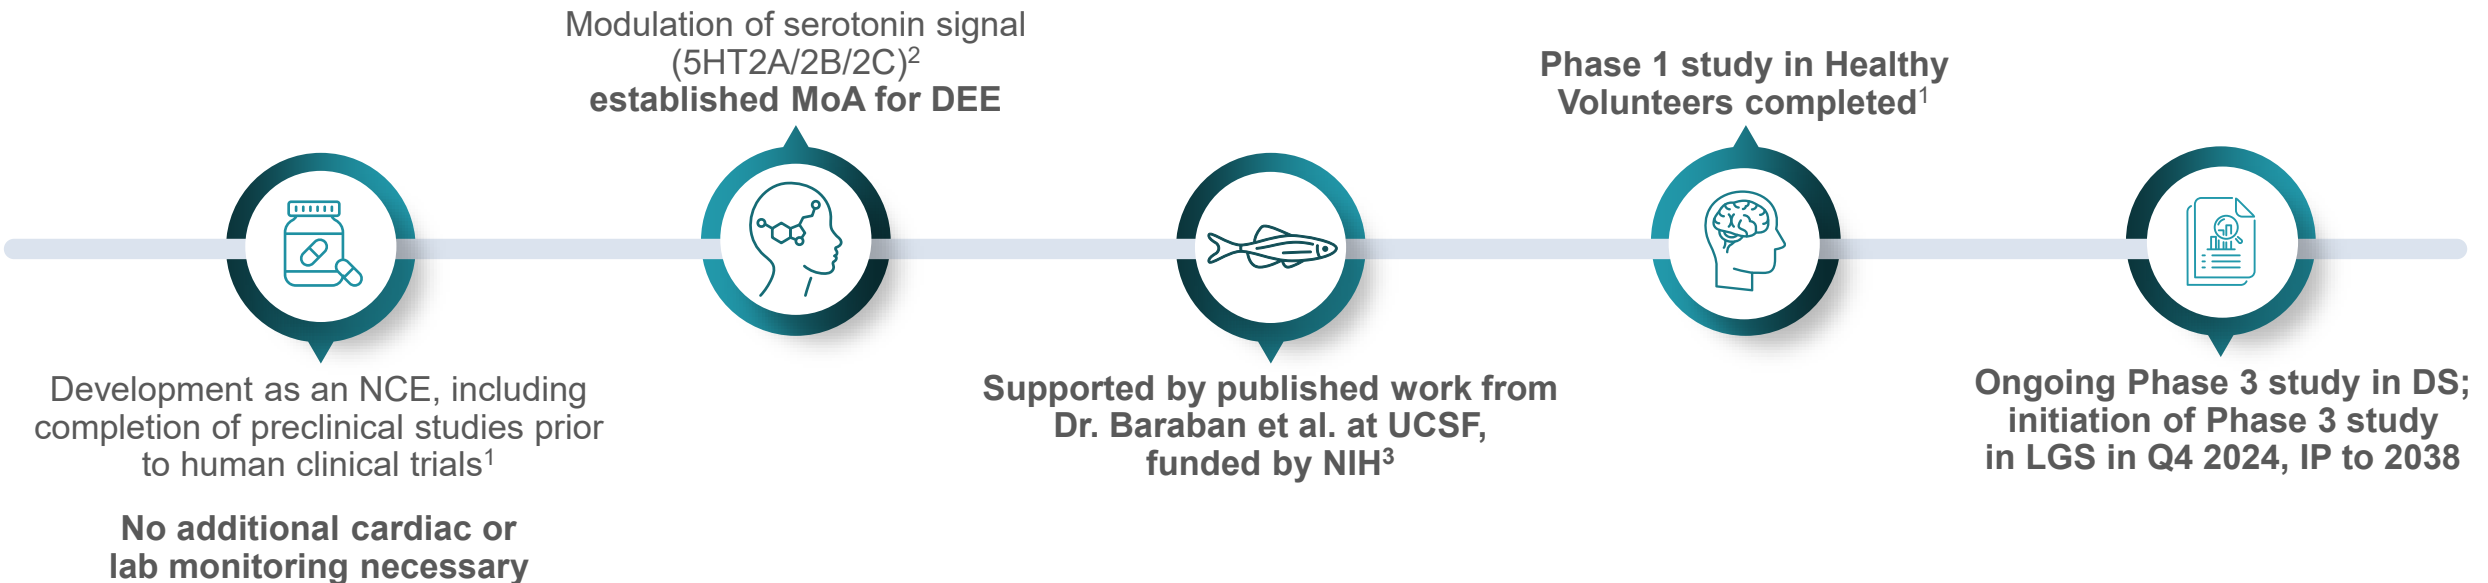 Modulation of serotonin signal
(5HT2A/2B/2C)2
established MoA for DEE
Phase 1 study in Healthy
Volunteers completed1
Development as an NCE, including
completion of preclinical studies prior
to human clinical trials1
No additional cardiac or
lab monitoring necessary
Supported by published work from
Dr. Baraban et al. at UCSF,
funded by NIH3
Ongoing Phase 3 study in DS;
initiation of Phase 3 study
in LGS in Q4 2024, IP to 2038